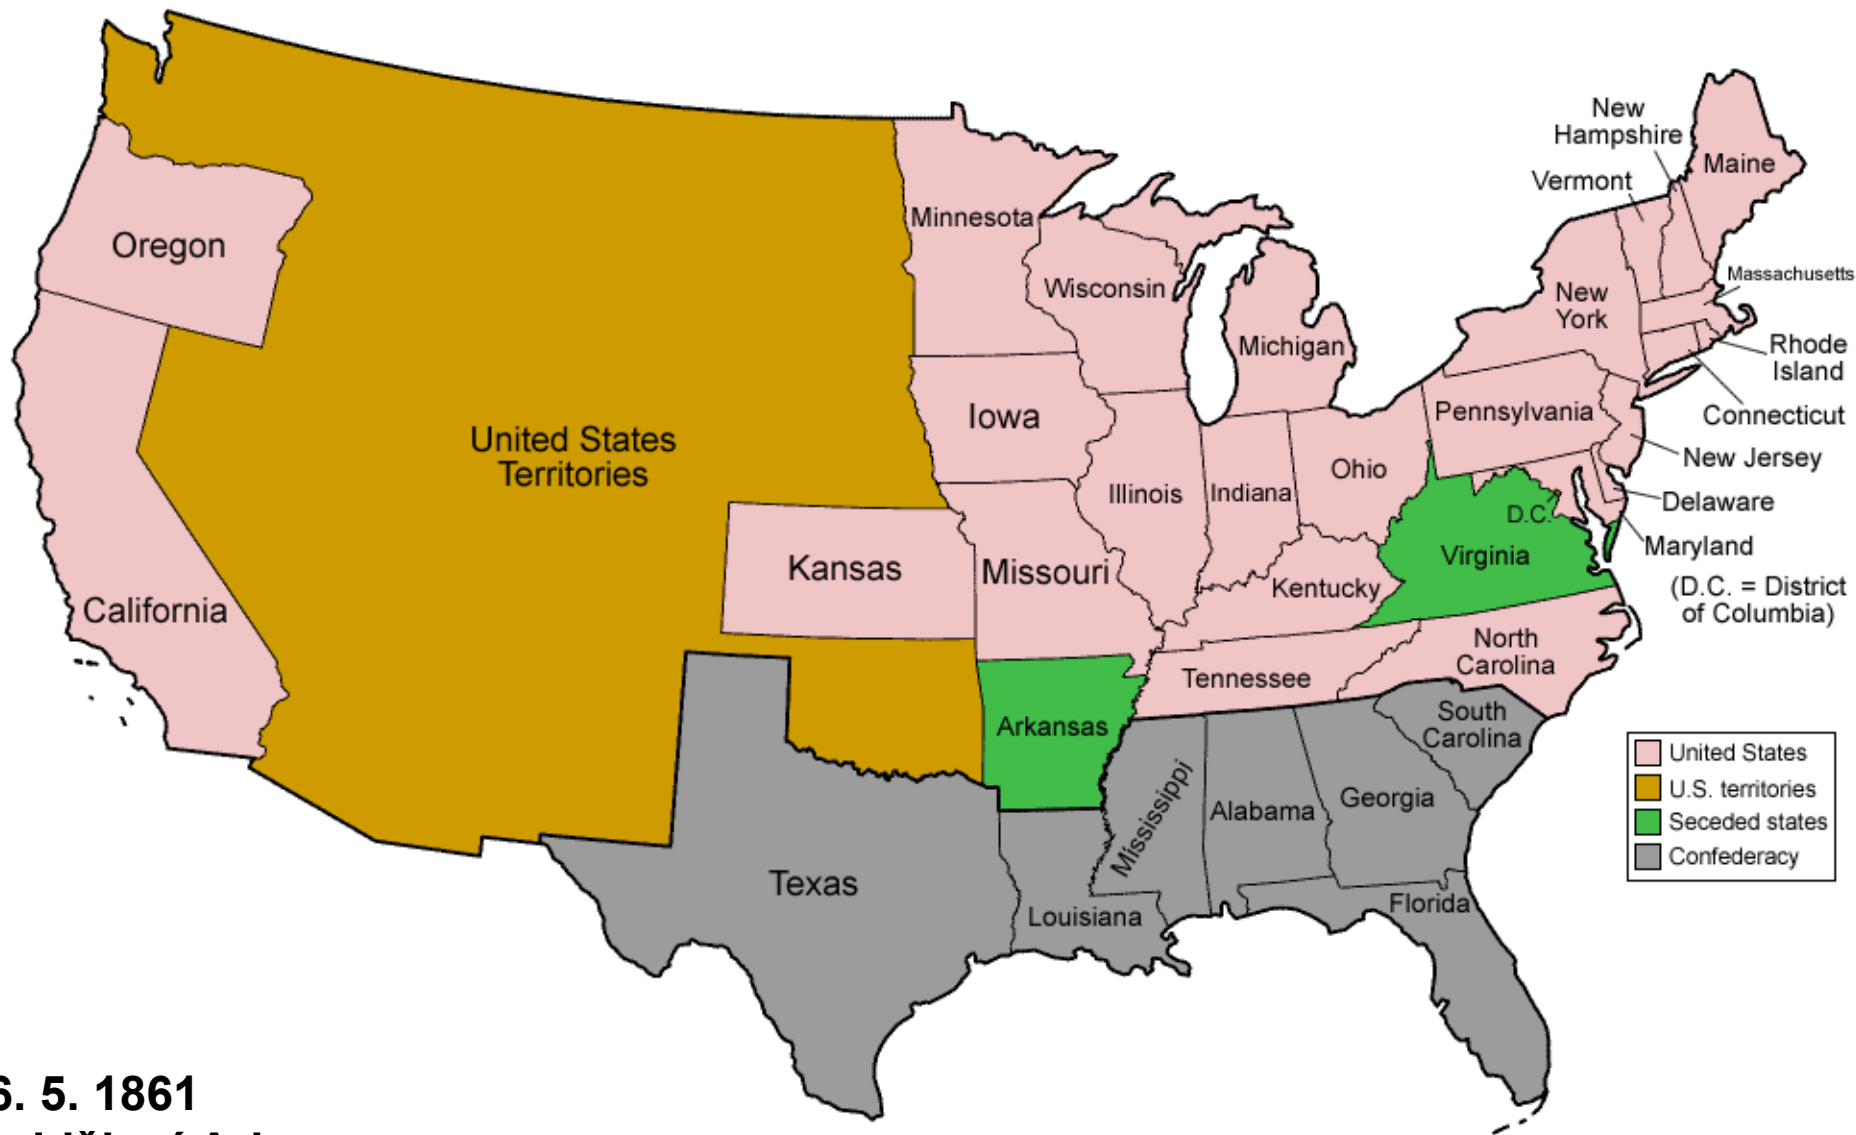 New
Hampshire
Maine
Vermont
Massachusetts
Oregon
Minnesota
Wisconsin
New
York
Michigan
Rhode
Island
Connecticut
Iowa
Pennsylvania
United States
Territories
New Jersey
Ohio
Illinois
Indiana
Delaware
D.C.
Maryland
Virginia
Kansas
Missouri
Kentucky
(D.C. = District
of Columbia)
California
North
Carolina
Tennessee
South
Carolina
Arkansas
Mississippi
Alabama
Georgia
United States
U.S. territories
Seceded states
Confederacy
Texas
Louisiana
Florida
6. 5. 1861